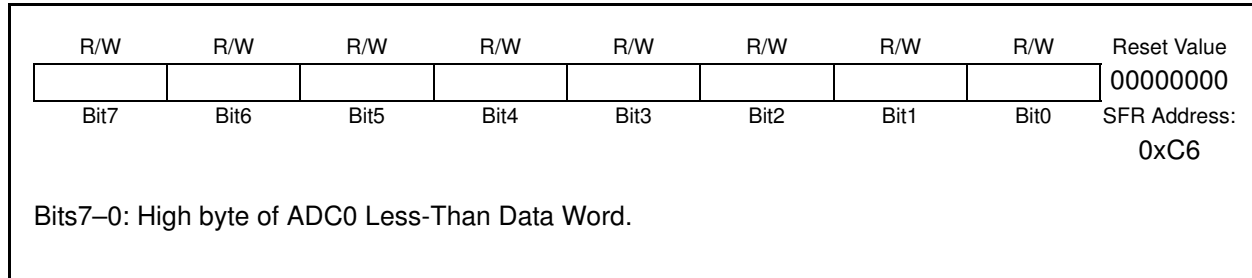 R/W R/W R/W R/W R/W R/W R/W R/W Reset Value
00000000
Bit7 Bit6 Bit5 Bit4 Bit3 Bit2 Bit1 Bit0 SFR Address:
0xC6
Bits7–0: High byte of ADC0 Less-Than Data Word.